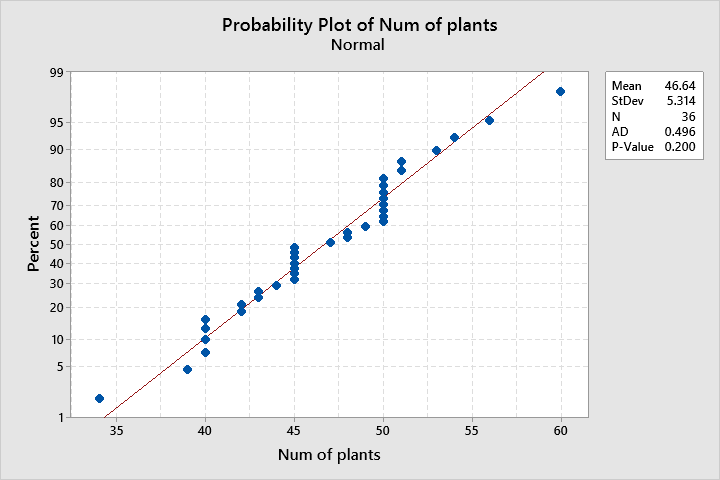 Probability Plot of Num of plants
Normal
99
95
90
80
70
60
50
40
30
20
10
5
1
Percent
35
40
45
50
55
60
Num of plants
Mean 46.64
StDev 5.314
N 36
AD 0.496
P-Value 0.200